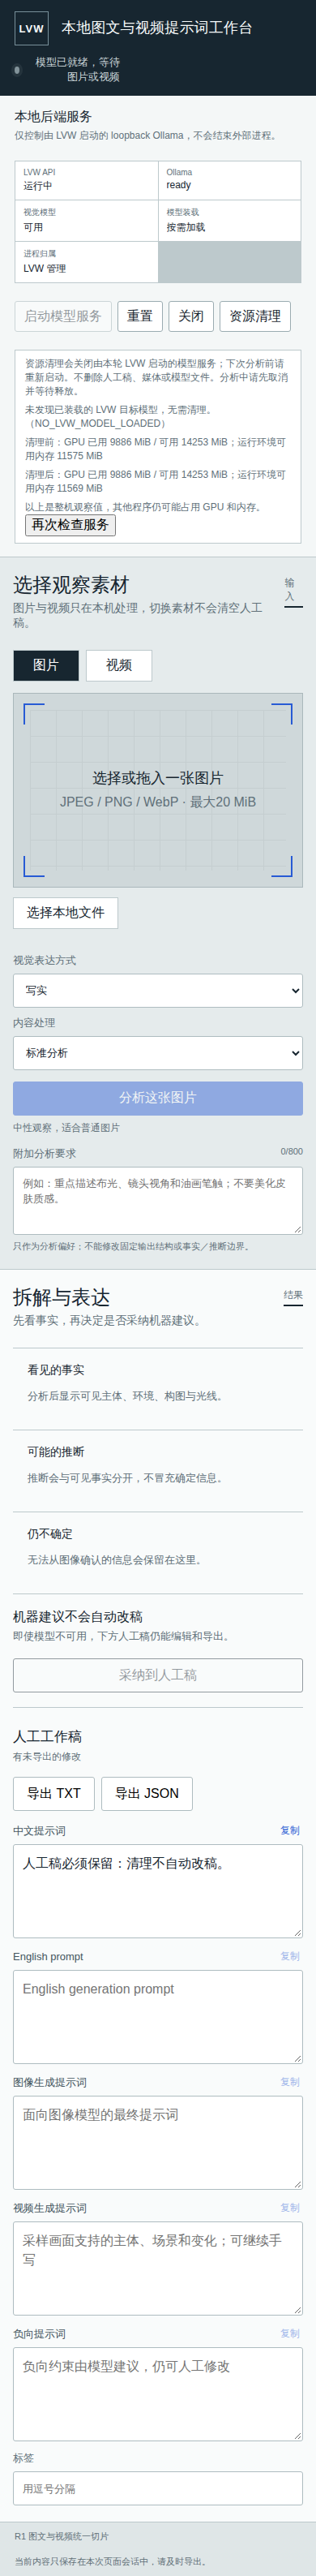 LVW
本地图文与视频提示词工作台
模型已就绪，等待
图片或视频
本地后端服务
仅控制由 LVW 启动的 loopback Ollama，不会结束外部进程。
LVW API
运行中
Ollama
ready
视觉模型
可用
模型装载
按需加载
进程归属
LVW 管理
启动模型服务
重置
关闭
资源清理
资源清理会关闭由本轮 LVW 启动的模型服务；下次分析前请
重新启动。不删除人工稿、媒体或模型文件。分析中请先取消
并等待释放。
未发现已装载的 LVW 目标模型，无需清理。
（NO_LVW_MODEL_LOADED）
清理前：GPU 已用 9886 MiB / 可用 14253 MiB；运行环境可
用内存 11575 MiB
清理后：GPU 已用 9886 MiB / 可用 14253 MiB；运行环境可
用内存 11569 MiB
以上是整机观察值，其他程序仍可能占用 GPU 和内存。
再次检查服务
选择观察素材
输
入
图片与视频只在本机处理，切换素材不会清空人工
稿。
图片
视频
选择或拖入一张图片
JPEG / PNG / WebP · 最大20 MiB
选择本地文件
视觉表达方式
写实
内容处理
标准分析
分析这张图片
中性观察，适合普通图片
附加分析要求
0/800
例如：重点描述布光、镜头视角和油画笔触；不要美化皮
肤质感。
只作为分析偏好；不能修改固定输出结构或事实／推断边界。
拆解与表达
结果
先看事实，再决定是否采纳机器建议。
看见的事实
分析后显示可见主体、环境、构图与光线。
可能的推断
推断会与可见事实分开，不冒充确定信息。
仍不确定
无法从图像确认的信息会保留在这里。
机器建议不会自动改稿
即使模型不可用，下方人工稿仍能编辑和导出。
采纳到人工稿
人工工作稿
有未导出的修改
导出 TXT
导出 JSON
中文提示词
复制
人工稿必须保留：清理不自动改稿。
English prompt
复制
English generation prompt
图像生成提示词
复制
面向图像模型的最终提示词
视频生成提示词
复制
采样画面支持的主体、场景和变化；可继续手
写
负向提示词
复制
负向约束由模型建议，仍可人工修改
标签
用逗号分隔
R1 图文与视频统一切片
当前内容只保存在本次页面会话中，请及时导出。